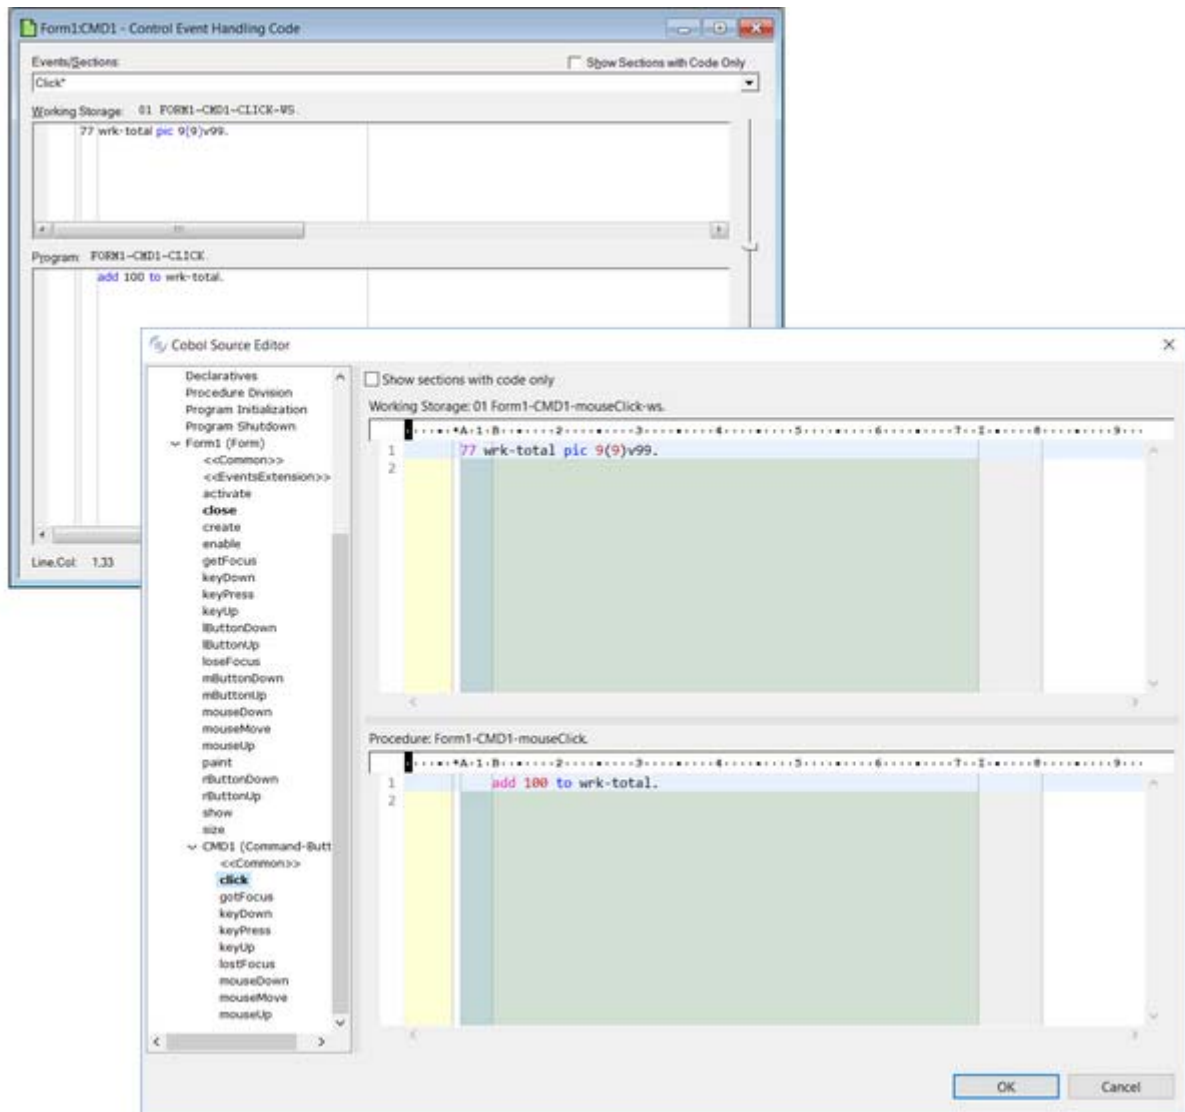 Form1:CMD1 - Control Event Handling Code
Events/Sections
Show Sections with Code Only
Click*
Working Storage: 01 FORM1-CMD1-CLICK-WS.
77 wrk-total pic 9(9)v99.
Program: FORM1-CMD1-CLICK.
add 100 to wrk-total.
Line.Col: 1,33
Cobol Source Editor
Declaratives
Procedure Division
Program Initialization
Program Shutdown
Form1 (Form)
<<Common>>
<<EventsExtension>>
activate
close
create
enable
getFocus
keyDown
keyPress
keyUp
lButtonDown
lButtonUp
loseFocus
mButtonDown
mButtonUp
mouseDown
mouseMove
mouseUp
paint
rButtonDown
rButtonUp
show
size
CMD1 (Command-Butt
<<Common>>
click
gotFocus
keyDown
keyPress
keyUp
lostFocus
mouseDown
mouseMove
mouseUp
Show sections with code only
Working Storage: 01 Form1-CMD1-mouseClick-ws.
1 77 wrk-total pic 9(9)v99.
2
Procedure: Form1-CMD1-mouseClick.
1 add 100 to wrk-total.
2
OK Cancel